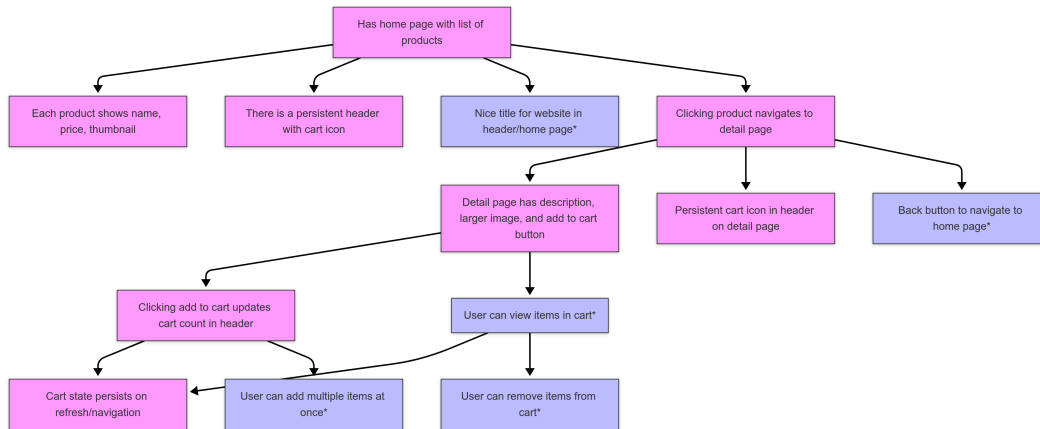 Has home page with list of
products
Each product shows name,
price, thumbnail
There is a persistent header
with cart icon
Nice title for website in
header/home page*
Clicking product navigates to
detail page
Detail page has description,
larger image, and add to cart
button
Persistent cart icon in header
on detail page
Back button to navigate to
home page*
Clicking add to cart updates
cart count in header
User can view items in cart*
Cart state persists on
refresh/navigation
User can add multiple items at
once*
User can remove items from
cart*